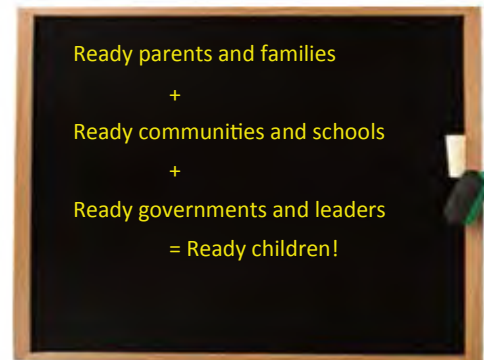 Ready parents and families
+
Ready communities and schools
+
Ready governments and leaders
= Ready children!